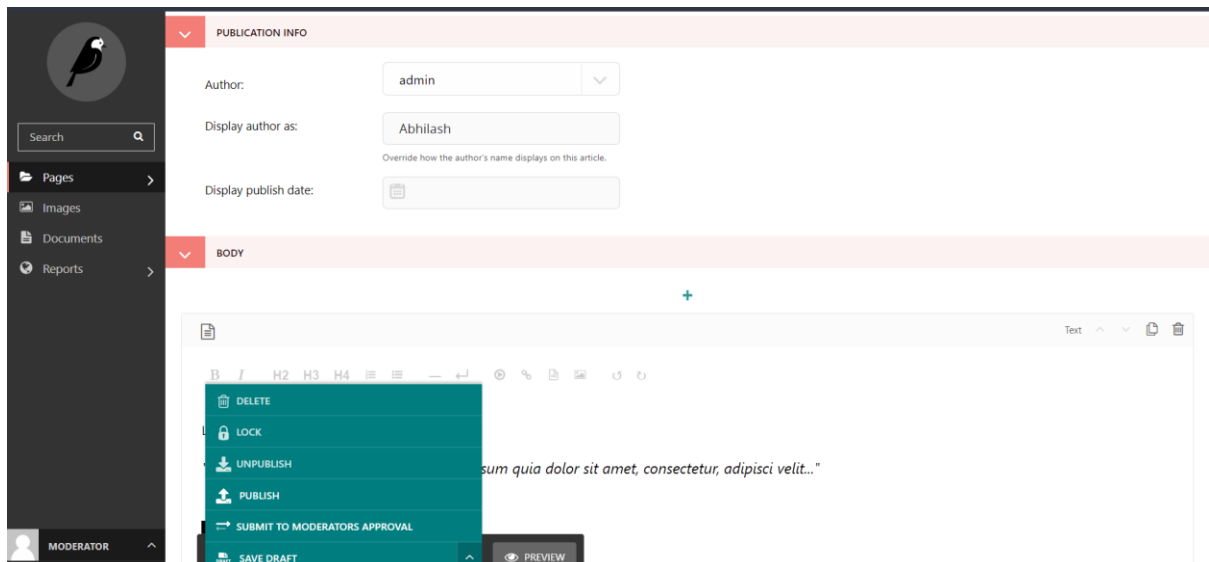 PUBLICATION INFO
Author:
admin
Search
Display author as:
Abhilash
Override how the author's name displays on this article.
Pages
Display publish date:
Images
Documents
BODY
Reports
+
Text
B I H2 H3 H4
DELETE
L
LOCK
UNPUBLISH
sum quia dolor sit amet, consectetur, adipisci velit..."
PUBLISH
SUBMIT TO MODERATORS APPROVAL
MODERATOR
SAVE DRAFT
PREVIEW